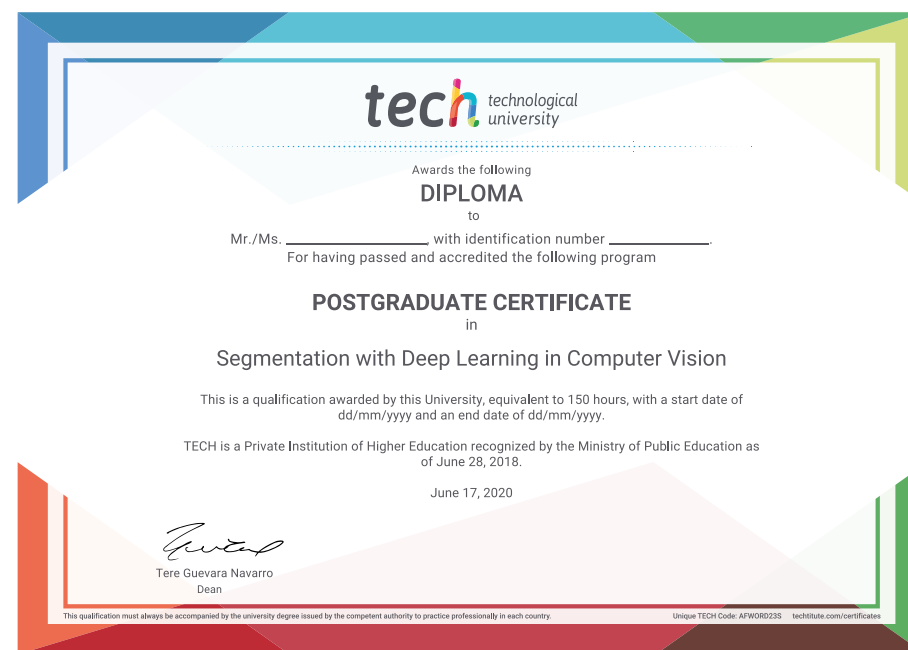 tech technological
university
Awards the following
DIPLOMA
to
Mr./Ms. ____________, with identification number ____________.
For having passed and accredited the following program
POSTGRADUATE CERTIFICATE
in
Segmentation with Deep Learning in Computer Vision
This is a qualification awarded by this University, equivalent to 150 hours, with a start date of
dd/mm/yyyy and an end date of dd/mm/yyyy.
TECH is a Private Institution of Higher Education recognized by the Ministry of Public Education as
of June 28, 2018.
June 17, 2020
Tere Guevara Navarro
Dean
This qualification must always be accompanied by the university degree issued by the competent authority to practice professionally in each country. Unique TECH Code: AFWORD23S techtitute.com/certificates